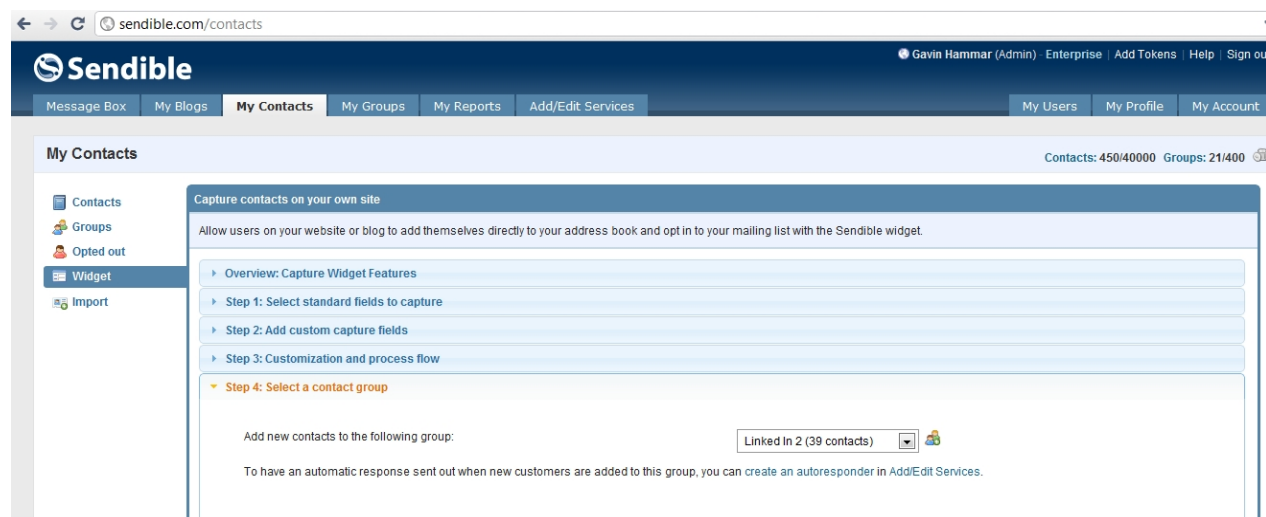 sendible.com/contacts
Sendible
Gavin Hammar (Admin) - Enterprise | Add Tokens | Help | Sign ou
Message Box My Blogs My Contacts My Groups My Reports Add/Edit Services My Users My Profile My Account
My Contacts
Contacts: 450/40000 Groups: 21/400
Contacts
Groups
Opted out
Widget
Import
Capture contacts on your own site
Allow users on your website or blog to add themselves directly to your address book and opt in to your mailing list with the Sendible widget.
Overview: Capture Widget Features
Step 1: Select standard fields to capture
Step 2: Add custom capture fields
Step 3: Customization and process flow
Step 4: Select a contact group
Add new contacts to the following group: Linked In 2 (39 contacts)
To have an automatic response sent out when new customers are added to this group, you can create an autoresponder in Add/Edit Services.